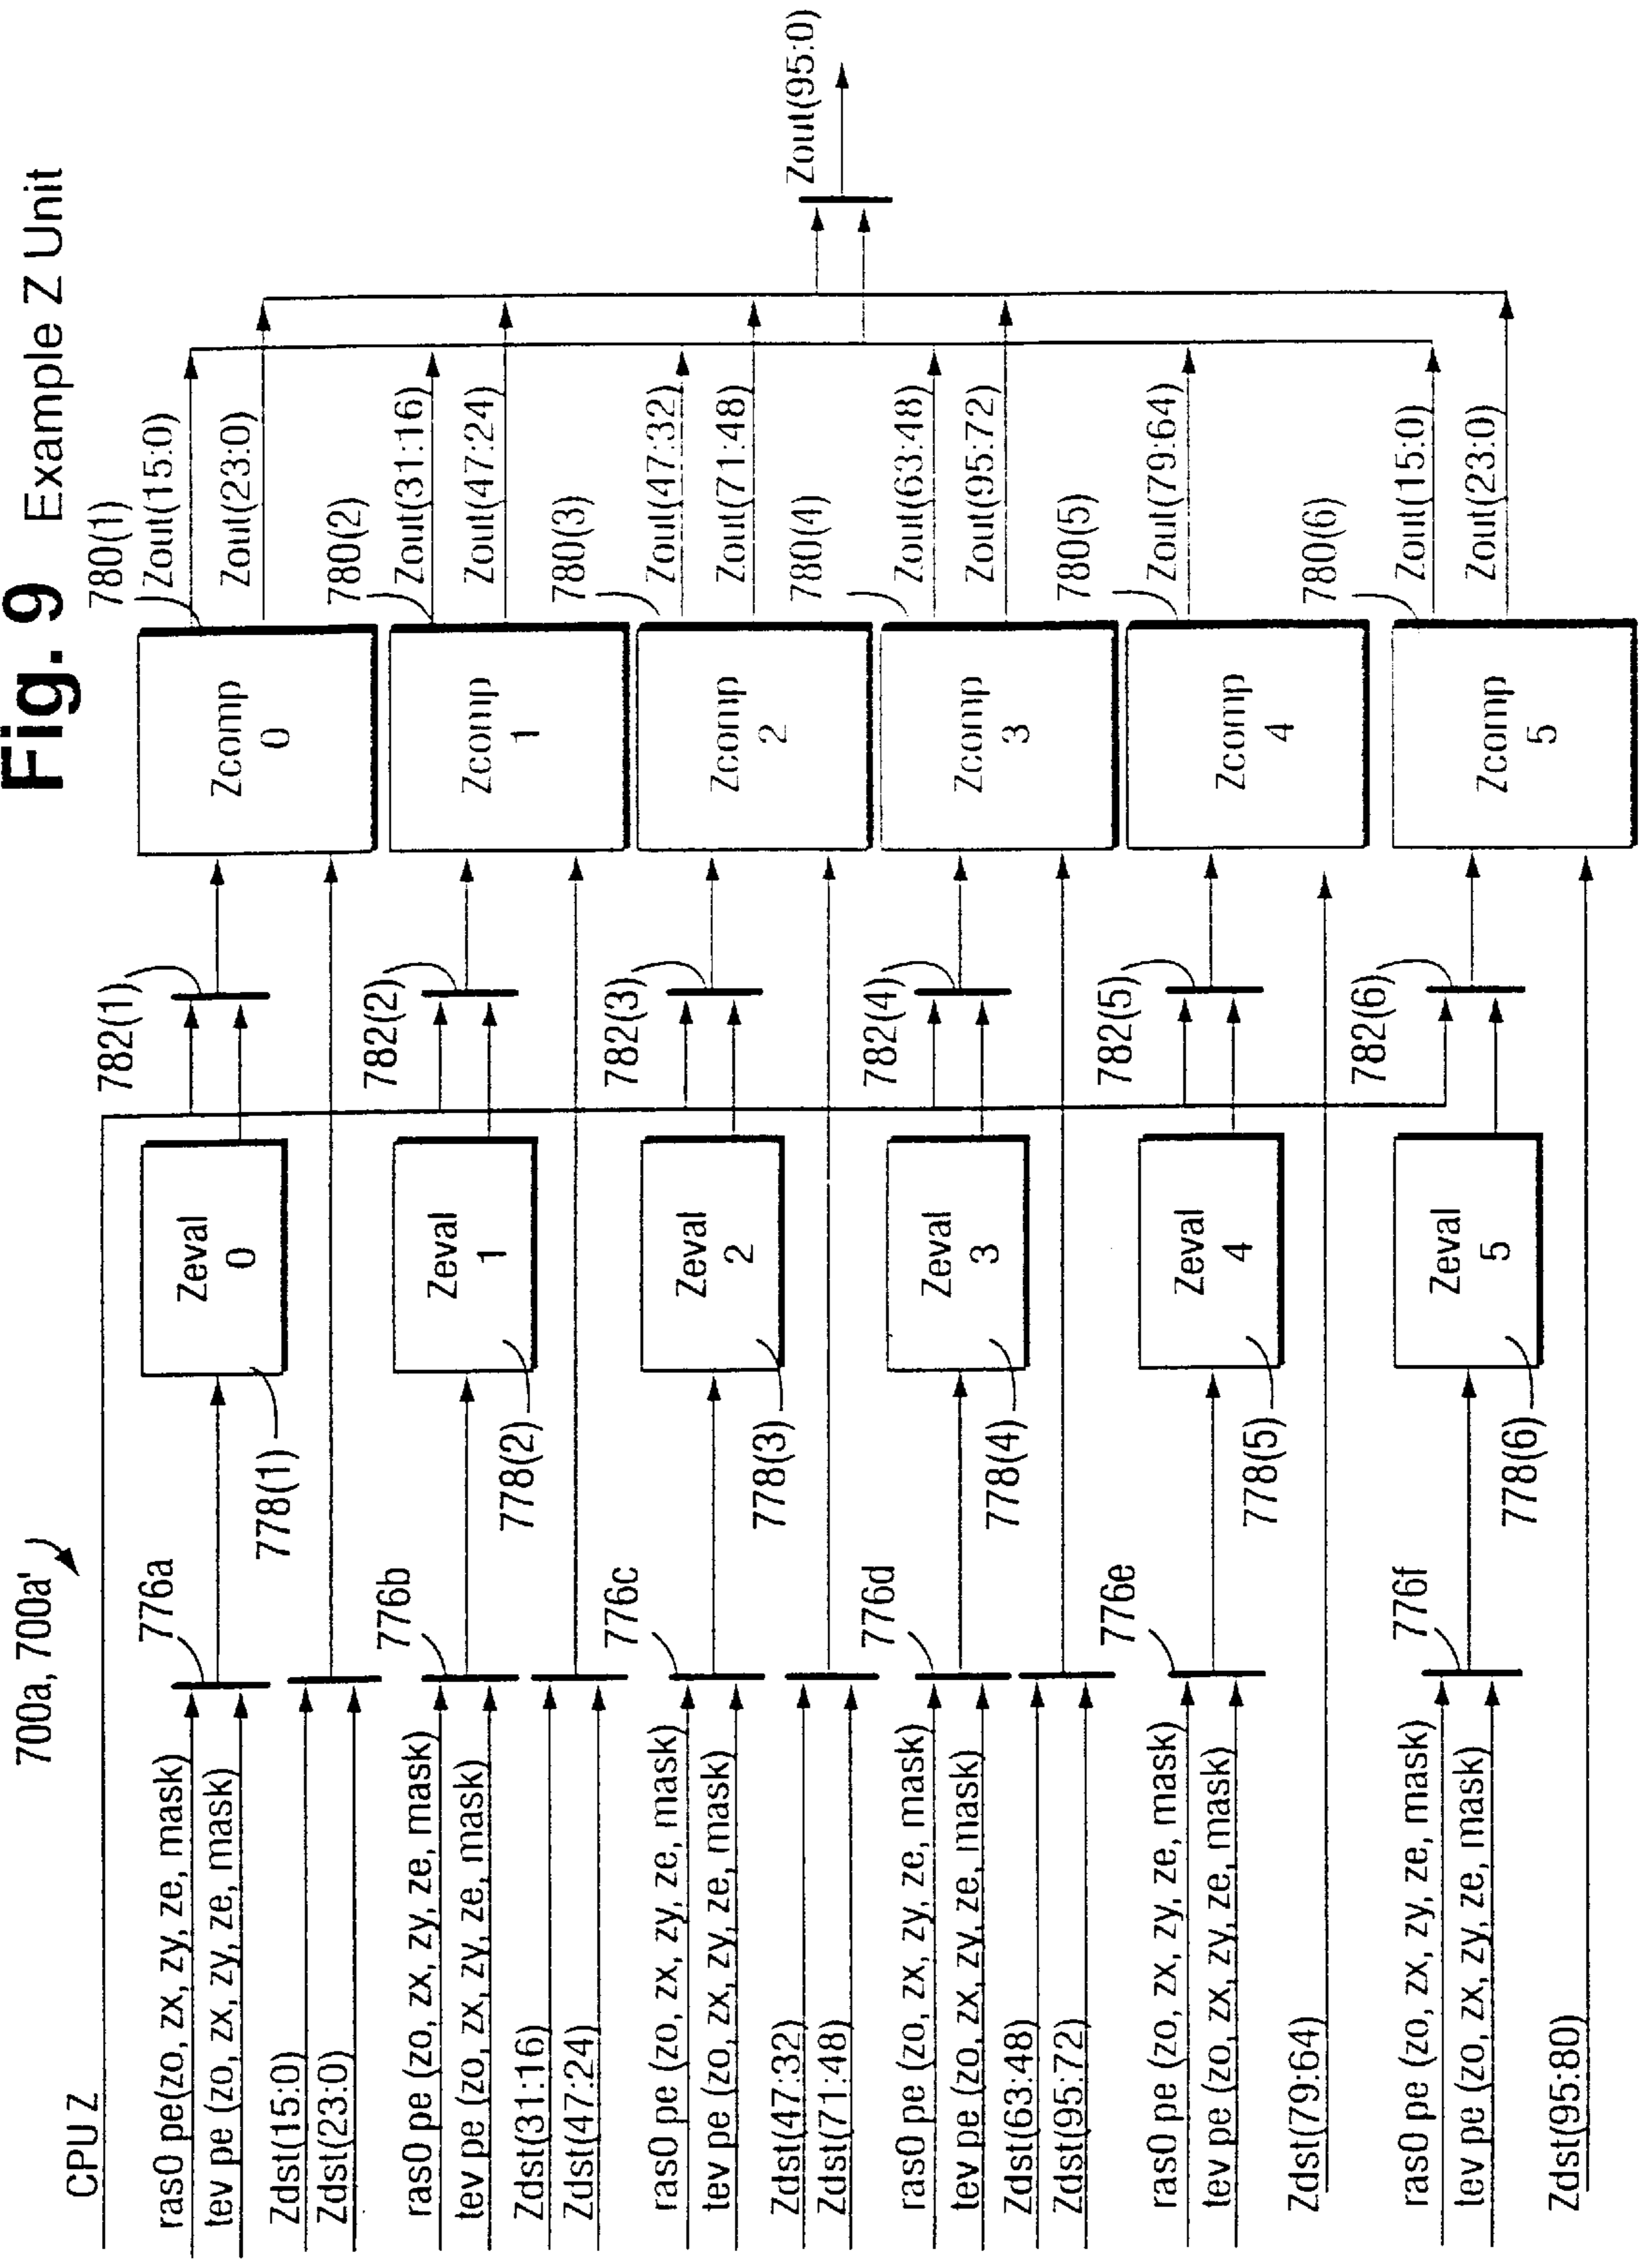 Fig. 9 Example Z Unit
700a, 700a'
CPU Z
776a
782(1)
780(1)
ras0 pe(zo, zx, zy, ze, mask)
tev pe (zo, zx, zy, ze, mask)
Zeval
0
Zcomp
0
Zout(15:0)
Zout(23:0)
778(1)
Zdst(15:0)
Zdst(23:0)
776b
782(2)
780(2)
ras0 pe (zo, zx, zy, ze, mask)
tev pe (zo, zx, zy, ze, mask)
Zeval
1
Zcomp
1
Zout(31:16)
Zout(47:24)
778(2)
Zdst(31:16)
Zdst(47:24)
776c
782(3)
780(3)
ras0 pe (zo, zx, zy, ze, mask)
tev pe (zo, zx, zy, ze, mask)
Zeval
2
Zcomp
2
Zout(47:32)
Zout(71:48)
778(3)
Zdst(47:32)
Zdst(71:48)
Zout(95:0)
776d
782(4)
780(4)
ras0 pe (zo, zx, zy, ze, mask)
tev pe (zo, zx, zy, ze, mask)
Zeval
3
Zcomp
3
Zout(63:48)
Zout(95:72)
778(4)
Zdst(63:48)
Zdst(95:72)
776e
782(5)
780(5)
ras0 pe (zo, zx, zy, ze, mask)
tev pe (zo, zx, zy, ze, mask)
Zeval
4
Zcomp
4
Zout(79:64)
778(5)
Zdst(79:64)
776f
782(6)
780(6)
ras0 pe (zo, zx, zy, ze, mask)
tev pe (zo, zx, zy, ze, mask)
Zeval
5
Zcomp
5
Zout(15:0)
Zout(23:0)
778(6)
Zdst(95:80)